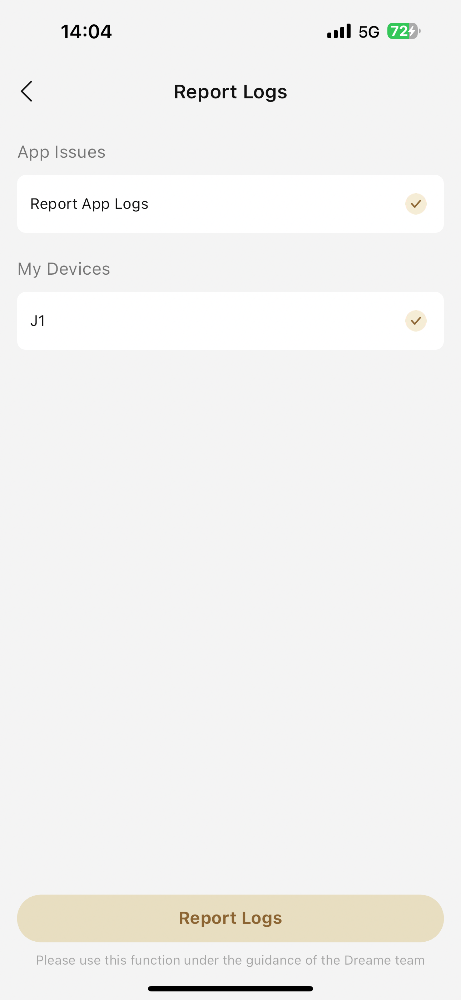 14:04
5G 72
Report Logs
App Issues
Report App Logs
My Devices
J1
Report Logs
Please use this function under the guidance of the Dreame team